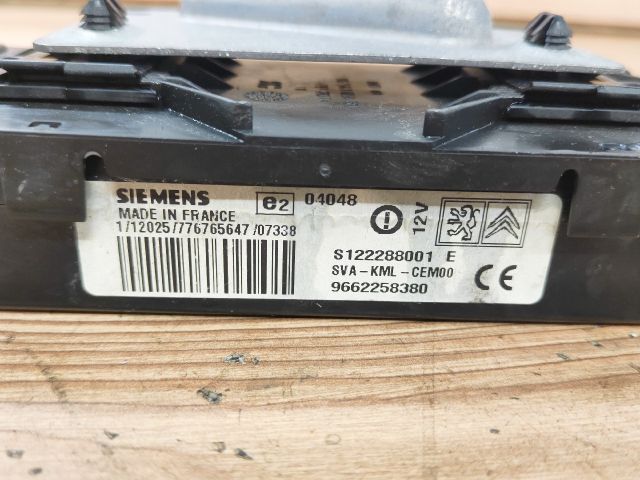 SIEMENS e2 04048
MADE IN FRANCE 12V
1/12025/776765647/07338
S122288001 E
SVA-KML-CEM00
9662258380 CE